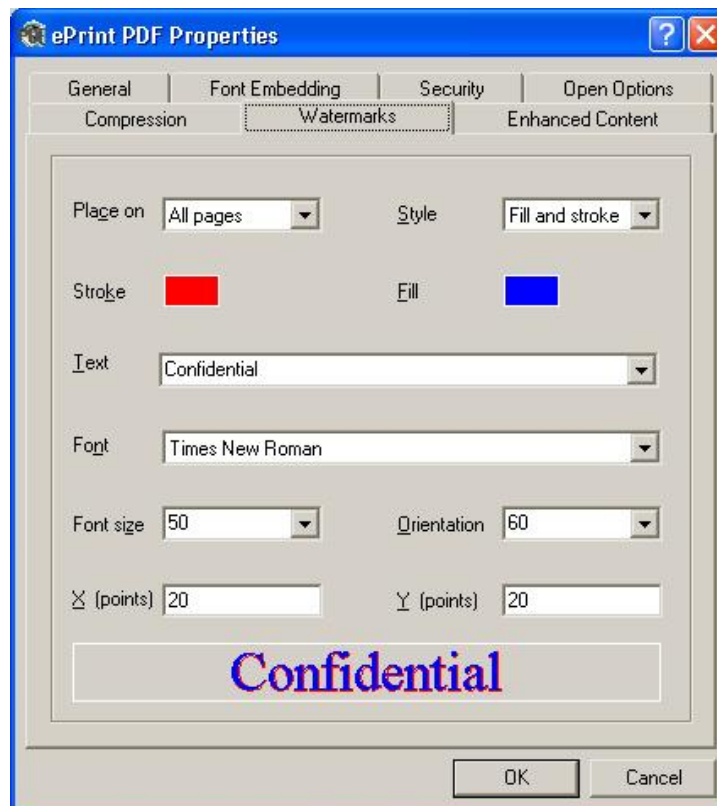 ePrint PDF Properties
General Font Embedding Security Open Options
Compression Watermarks Enhanced Content
Place on All pages Style Fill and stroke
Stroke Fill
Text Confidential
Font Times New Roman
Font size 50 Orientation 60
X (points) 20 Y (points) 20
Confidential
OK Cancel